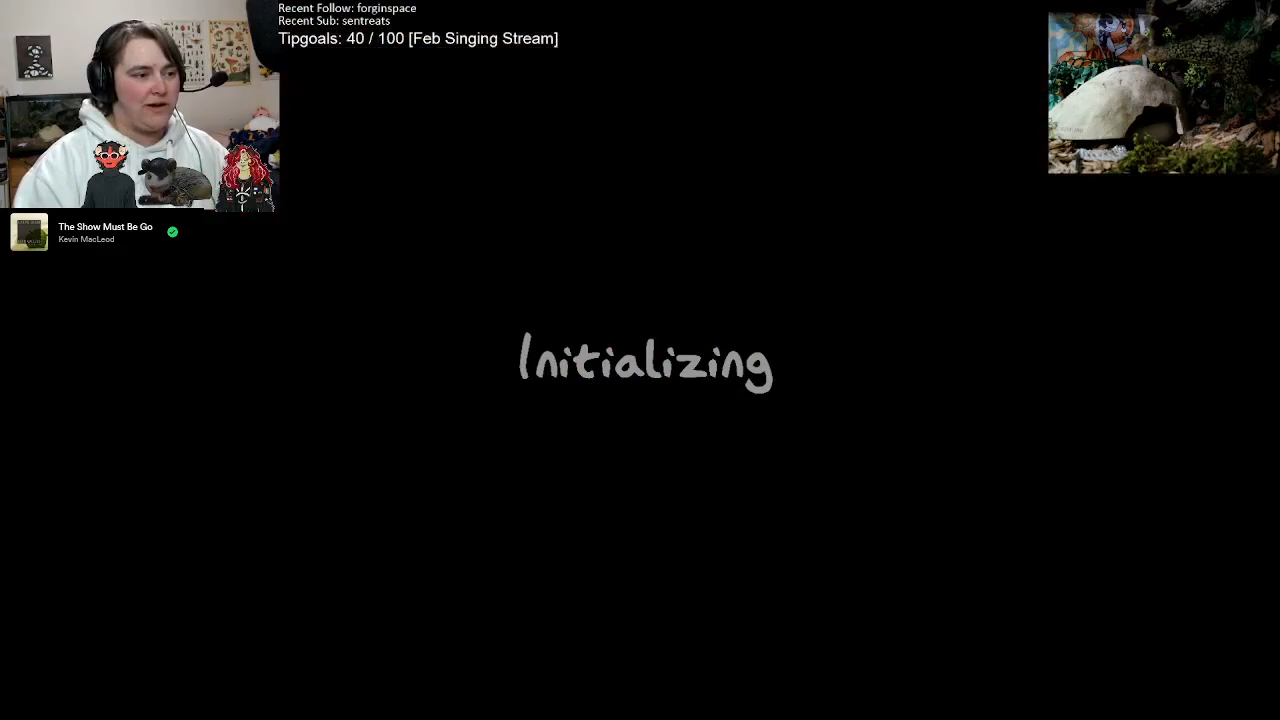 Recent Follow: forginspace
Recent Sub: sentreats
Tipgoals: 40 / 100 [Feb Singing Stream]
The Show Must Be Go
Kevin MacLeod
Initializing